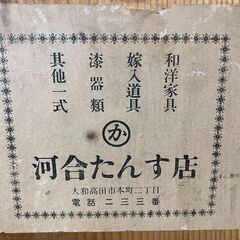 和洋家具
嫁入道具
漆器類
其他一式
か
河合たんす店
大和高田市本町二丁目
電話二三三番